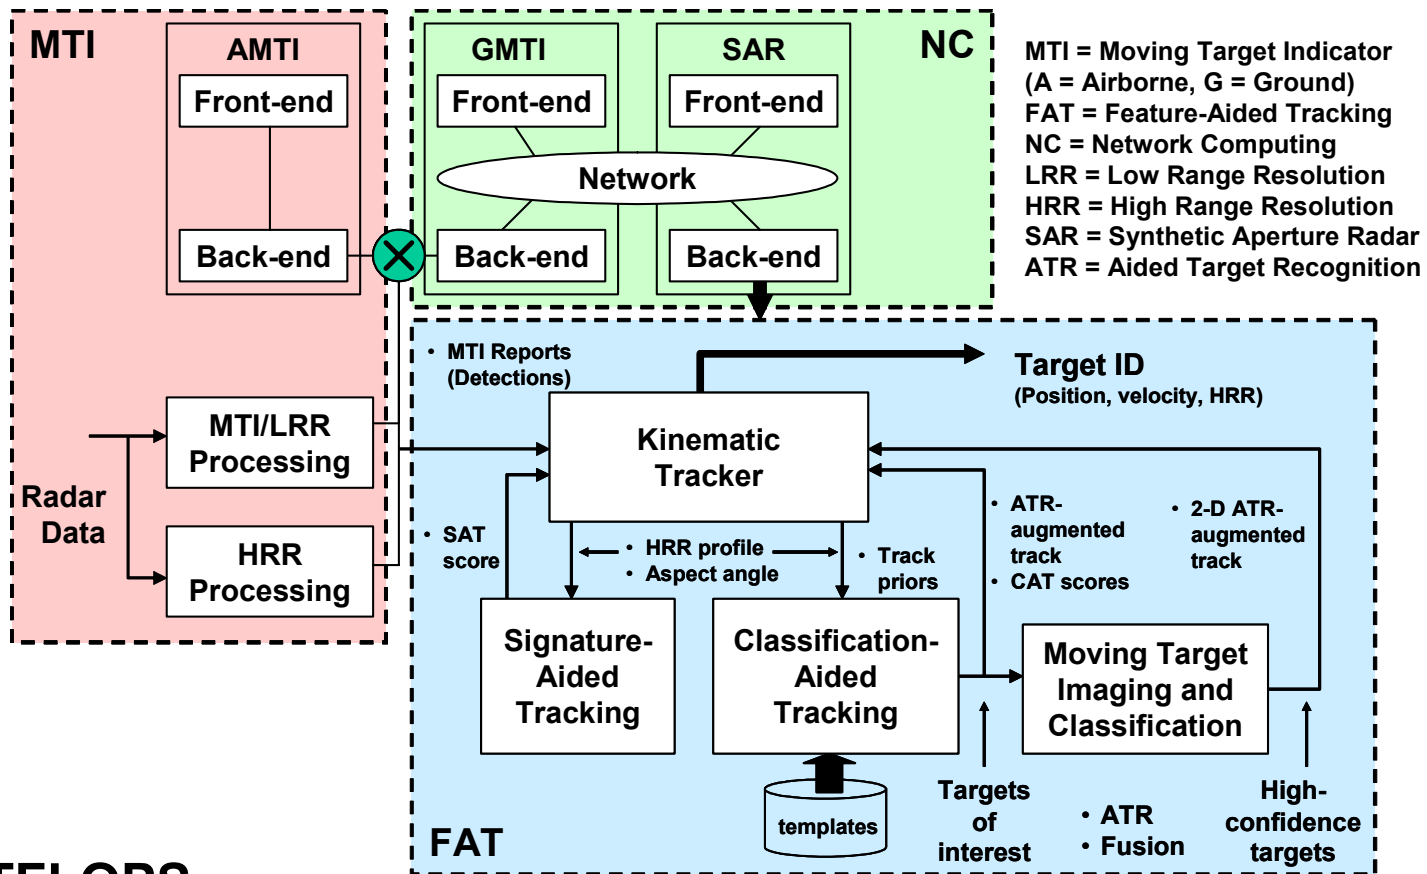 MTI
AMTI
Front-end
Back-end
GMTI
Front-end
Back-end
SAR
Front-end
Back-end
Network
NC
MTI = Moving Target Indicator
(A = Airborne, G = Ground)
FAT = Feature-Aided Tracking
NC = Network Computing
LRR = Low Range Resolution
HRR = High Range Resolution
SAR = Synthetic Aperture Radar
ATR = Aided Target Recognition
Radar
Data
MTI/LRR
Processing
HRR
Processing
• MTI Reports
(Detections)
Target ID
(Position, velocity, HRR)
Kinematic
Tracker
• SAT
score
• HRR profile
• Aspect angle
• Track
priors
• ATR-
augmented
track
• CAT scores
• 2-D ATR-
augmented
track
Signature-
Aided
Tracking
Classification-
Aided
Tracking
Moving Target
Imaging and
Classification
templates
Targets
of
interest
• ATR
• Fusion
High-
confidence
targets
FAT